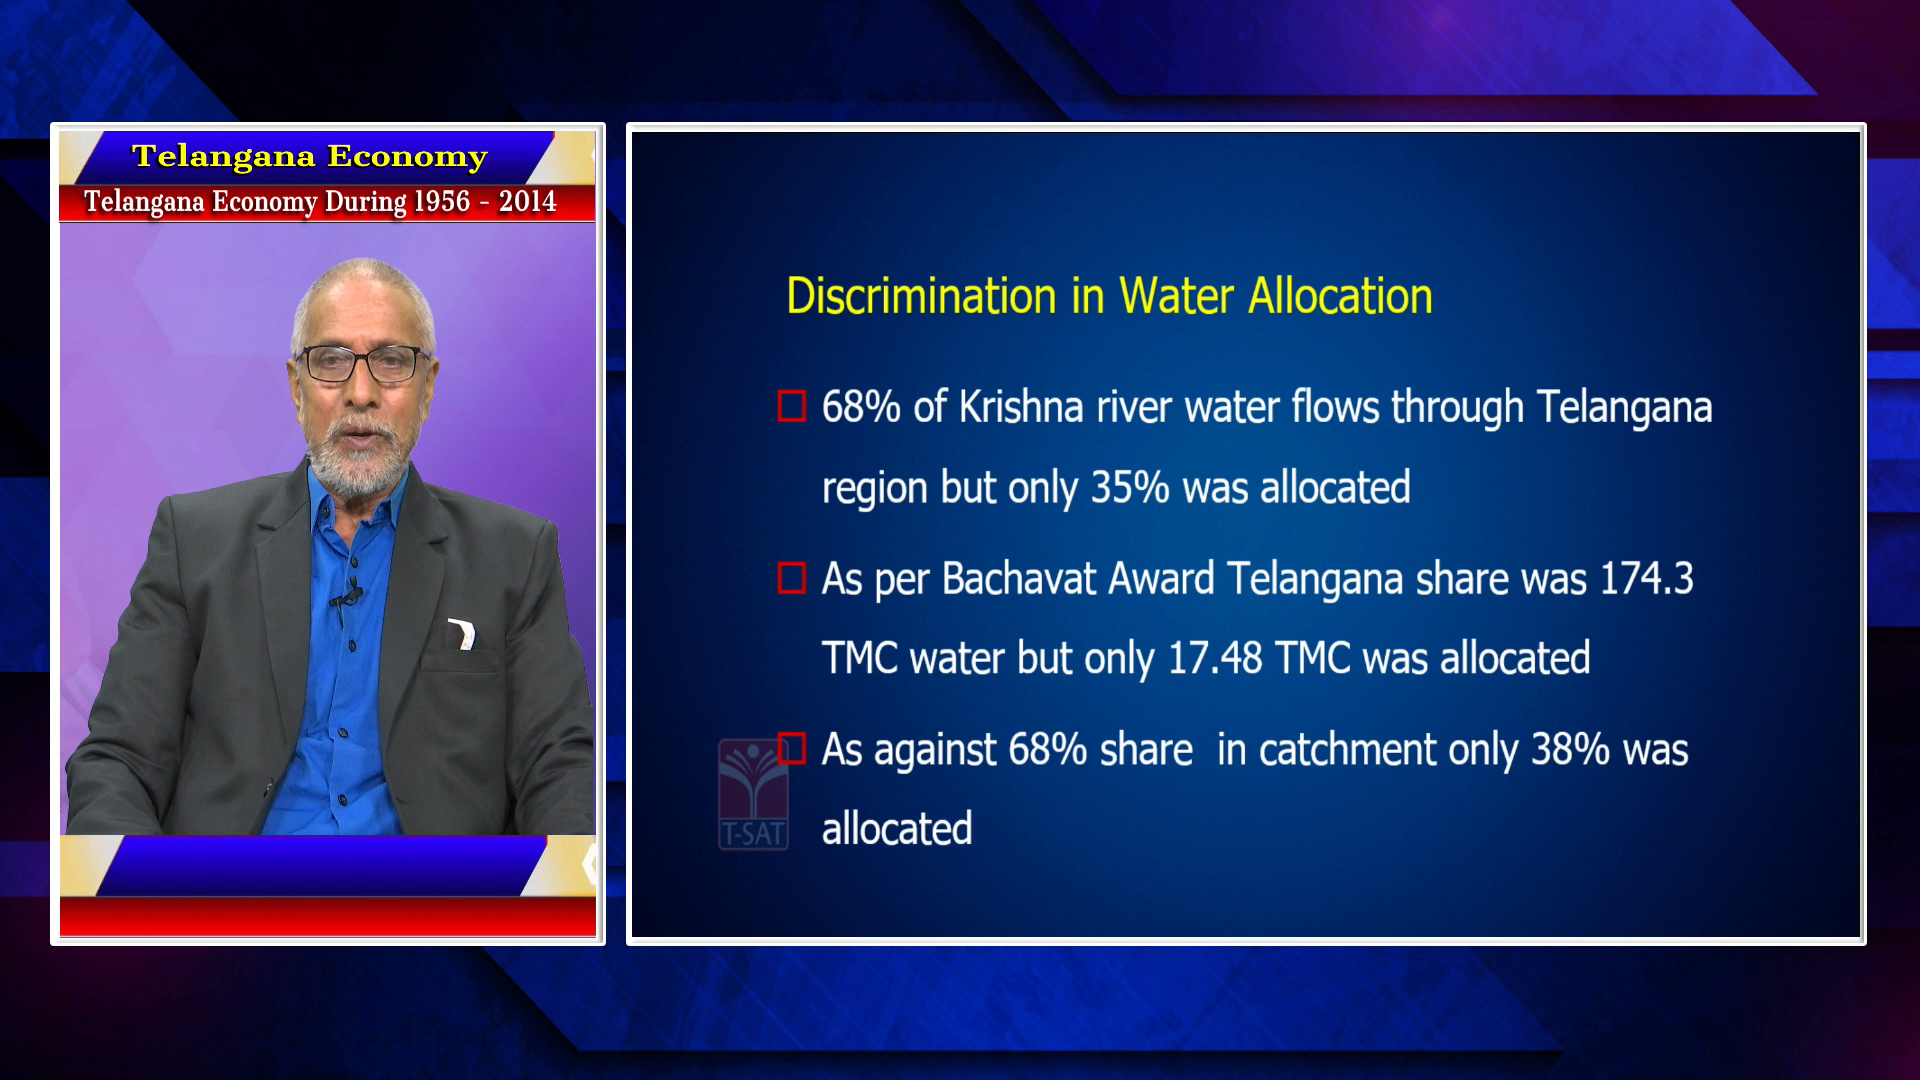 Telangana Economy
Telangana Economy During 1956 - 2014
Discrimination in Water Allocation
68% of Krishna river water flows through Telangana
region but only 35% was allocated
As per Bachavat Award Telangana share was 174.3
TMC water but only 17.48 TMC was allocated
As against 68% share  in catchment only 38% was
allocated
T-SAT